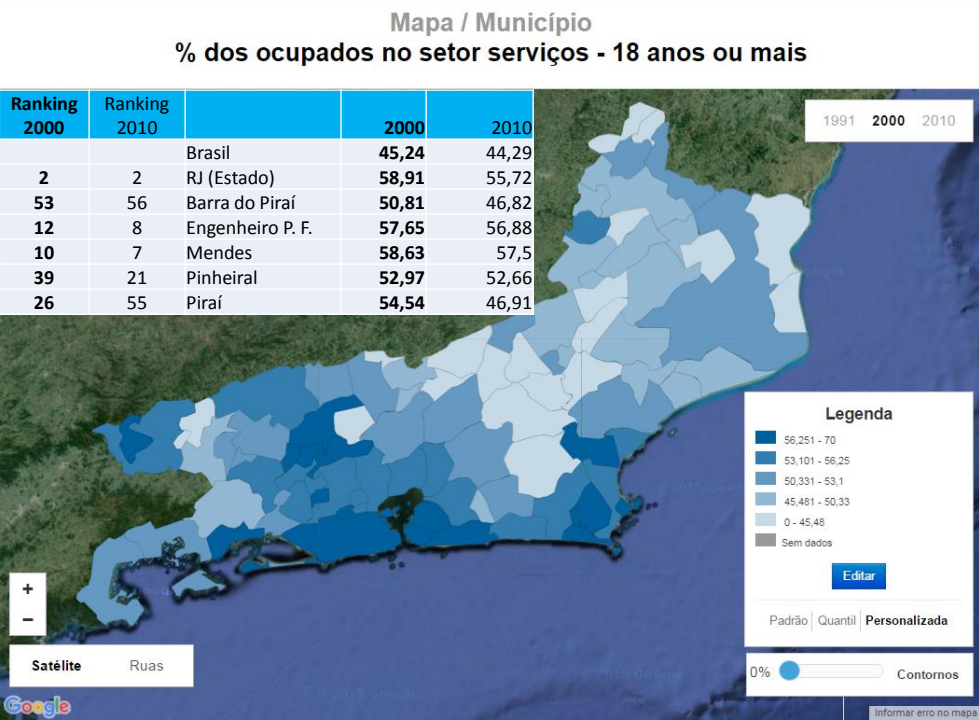 Mapa / Município
% dos ocupados no setor serviços - 18 anos ou mais
Ranking 2000 Ranking 2010 2000 2010
Brasil 45,24 44,29
2 2 RJ (Estado) 58,91 55,72
53 56 Barra do Piraí 50,81 46,82
12 8 Engenheiro P. F. 57,65 56,88
10 7 Mendes 58,63 57,5
39 21 Pinheiral 52,97 52,66
26 55 Piraí 54,54 46,91
1991 2000 2010
Legenda
56,251 - 70
53,101 - 56,25
50,331 - 53,1
45,481 - 50,33
0 - 45,48
Sem dados
Editar
Padrão Quantil Personalizada
+
−
Satélite Ruas
0% Contornos
Google
Informar erro no mapa